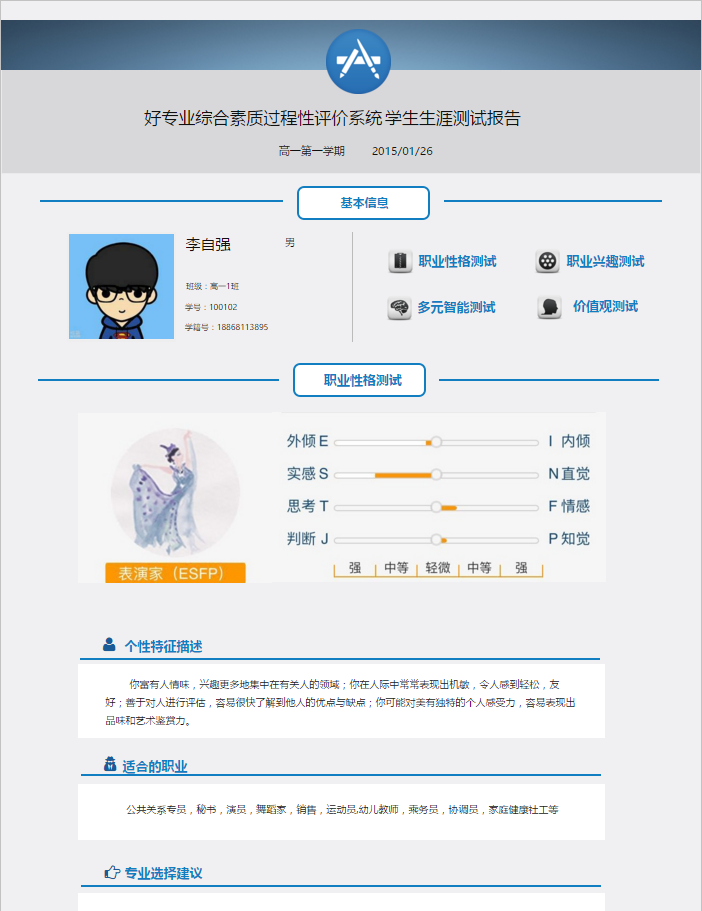 好专业综合素质过程性评价系统 学生生涯测试报告
高一第一学期 2015/01/26
基本信息
李自强 男
班级：高一1班
学号：100102
学籍号：18868113895
职业性格测试 职业兴趣测试
多元智能测试 价值观测试
职业性格测试
外倾 E I 内倾
实感 S N 直觉
思考 T F 情感
判断 J P 知觉
强 中等 轻微 中等 强
表演家（ESFP）
个性特征描述
你富有人情味，兴趣更多地集中在有关人的领域；你在人际中常常表现出机敏，令人感到轻松，友
好；善于对人进行评估，容易很快了解到他人的优点与缺点；你可能对美有独特的个人感受力，容易表现出
品味和艺术鉴赏力。
适合的职业
公共关系专员，秘书，演员，舞蹈家，销售，运动员,幼儿教师，乘务员，协调员，家庭健康社工等
专业选择建议